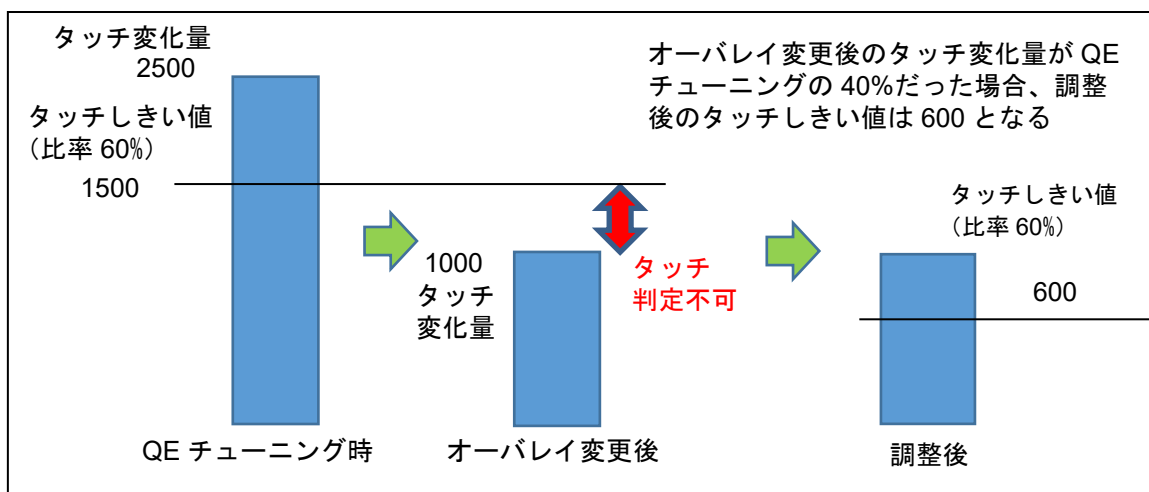 タッチ変化量
2500
タッチしきい値
（比率 60%）
1500
オーバレイ変更後のタッチ変化量が QE
チューニングの 40%だった場合、調整
後のタッチしきい値は 600 となる
1000
タッチ
変化量
タッチ
判定不可
タッチしきい値
（比率 60%）
600
QE チューニング時
オーバレイ変更後
調整後